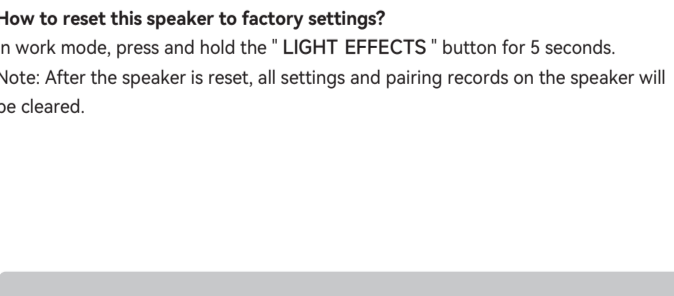 How to reset this speaker to factory settings?
In work mode, press and hold the " LIGHT EFFECTS " button for 5 seconds.
Note: After the speaker is reset, all settings and pairing records on the speaker will
be cleared.